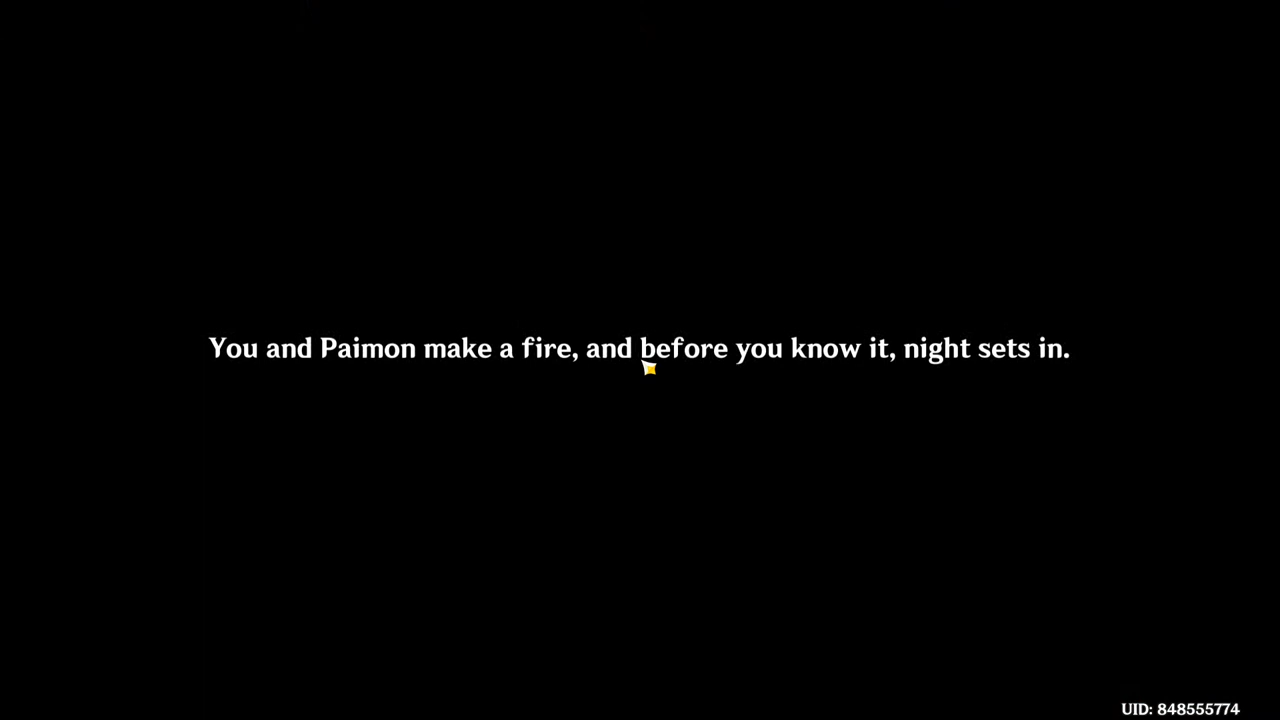 You and Paimon make a fire, and before you know it, night sets in.
UID: 848555774